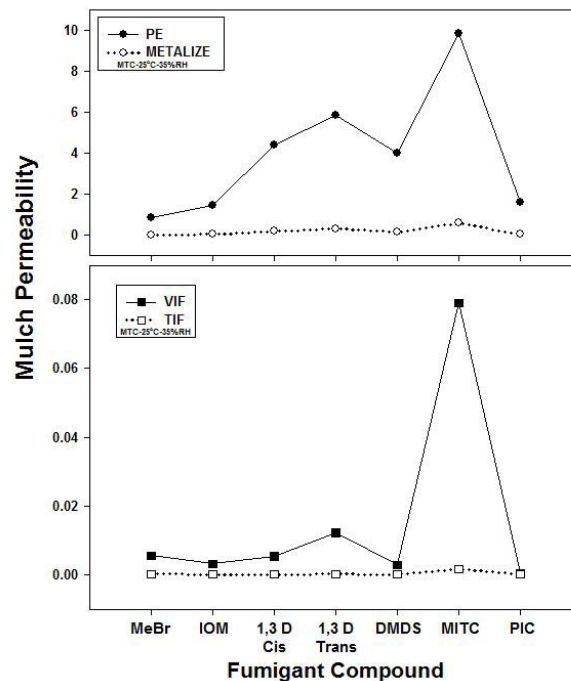 PE
METALIZE
MTC-25°C-35%RH
10
8
6
4
2
0
Mulch Permeability
VIF
TIF
MTC-25°C-35%RH
0.08
0.06
0.04
0.02
0.00
MeBr IOM 1,3 D 1,3 D DMDS MITC PIC
Cis Trans
Fumigant Compound